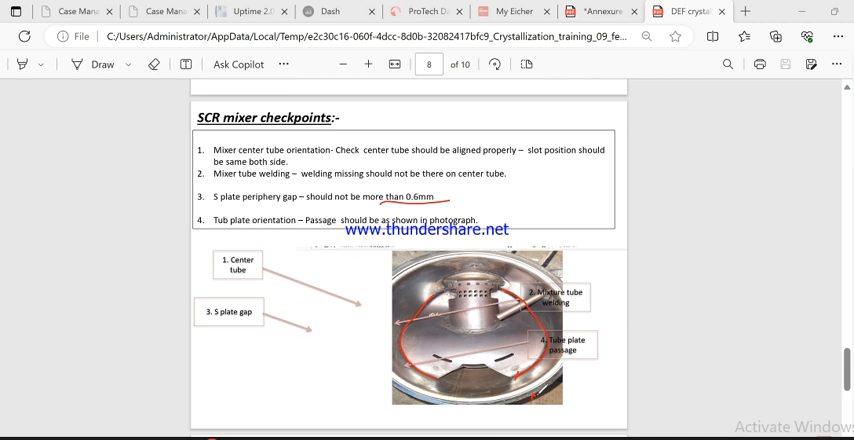 Case Mana
Case Mana
Uptime 2.0
Dash
ProTech Da
My Eicher
*Annexure
DEF crystal
File
C:/Users/Administrator/AppData/Local/Temp/e2c30c16-060f-4dcc-8d0b-32082417bfc9_Crystallization_training_09_fe...
Draw
Ask Copilot
8 of 10
SCR mixer checkpoints:-
1. Mixer center tube orientation- Check center tube should be aligned properly – slot position should
be same both side.
2. Mixer tube welding – welding missing should not be there on center tube.
3. S plate periphery gap – should not be more than 0.6mm
4. Tub plate orientation – Passage should be as shown in photograph.
www.thundershare.net
1. Center
tube
2. Mixture tube
welding
3. S plate gap
4. Tube plate
passage
Activate Windows